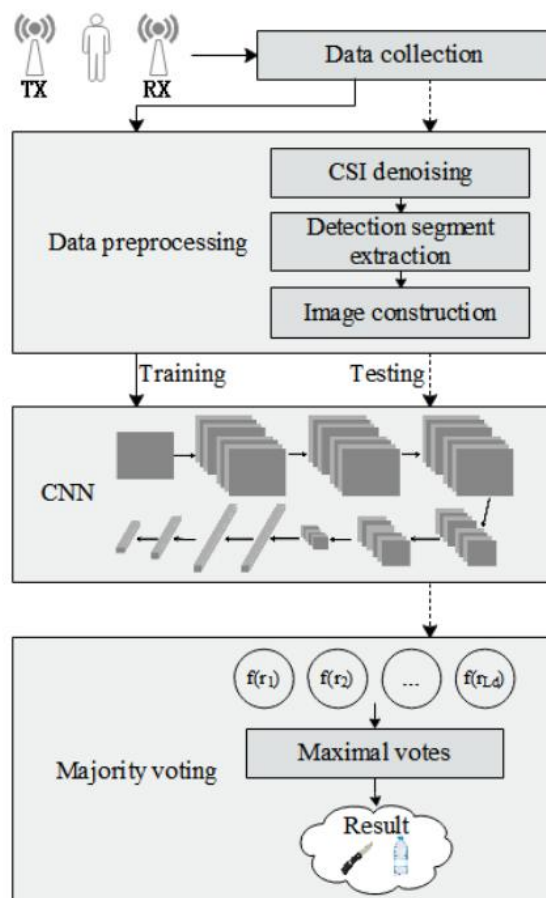 TX
RX
Data collection
Data preprocessing
CSI denoising
Detection segment
extraction
Image construction
Training
Testing
CNN
f(r1)
f(r2)
...
f(rLd)
Majority voting
Maximal votes
Result